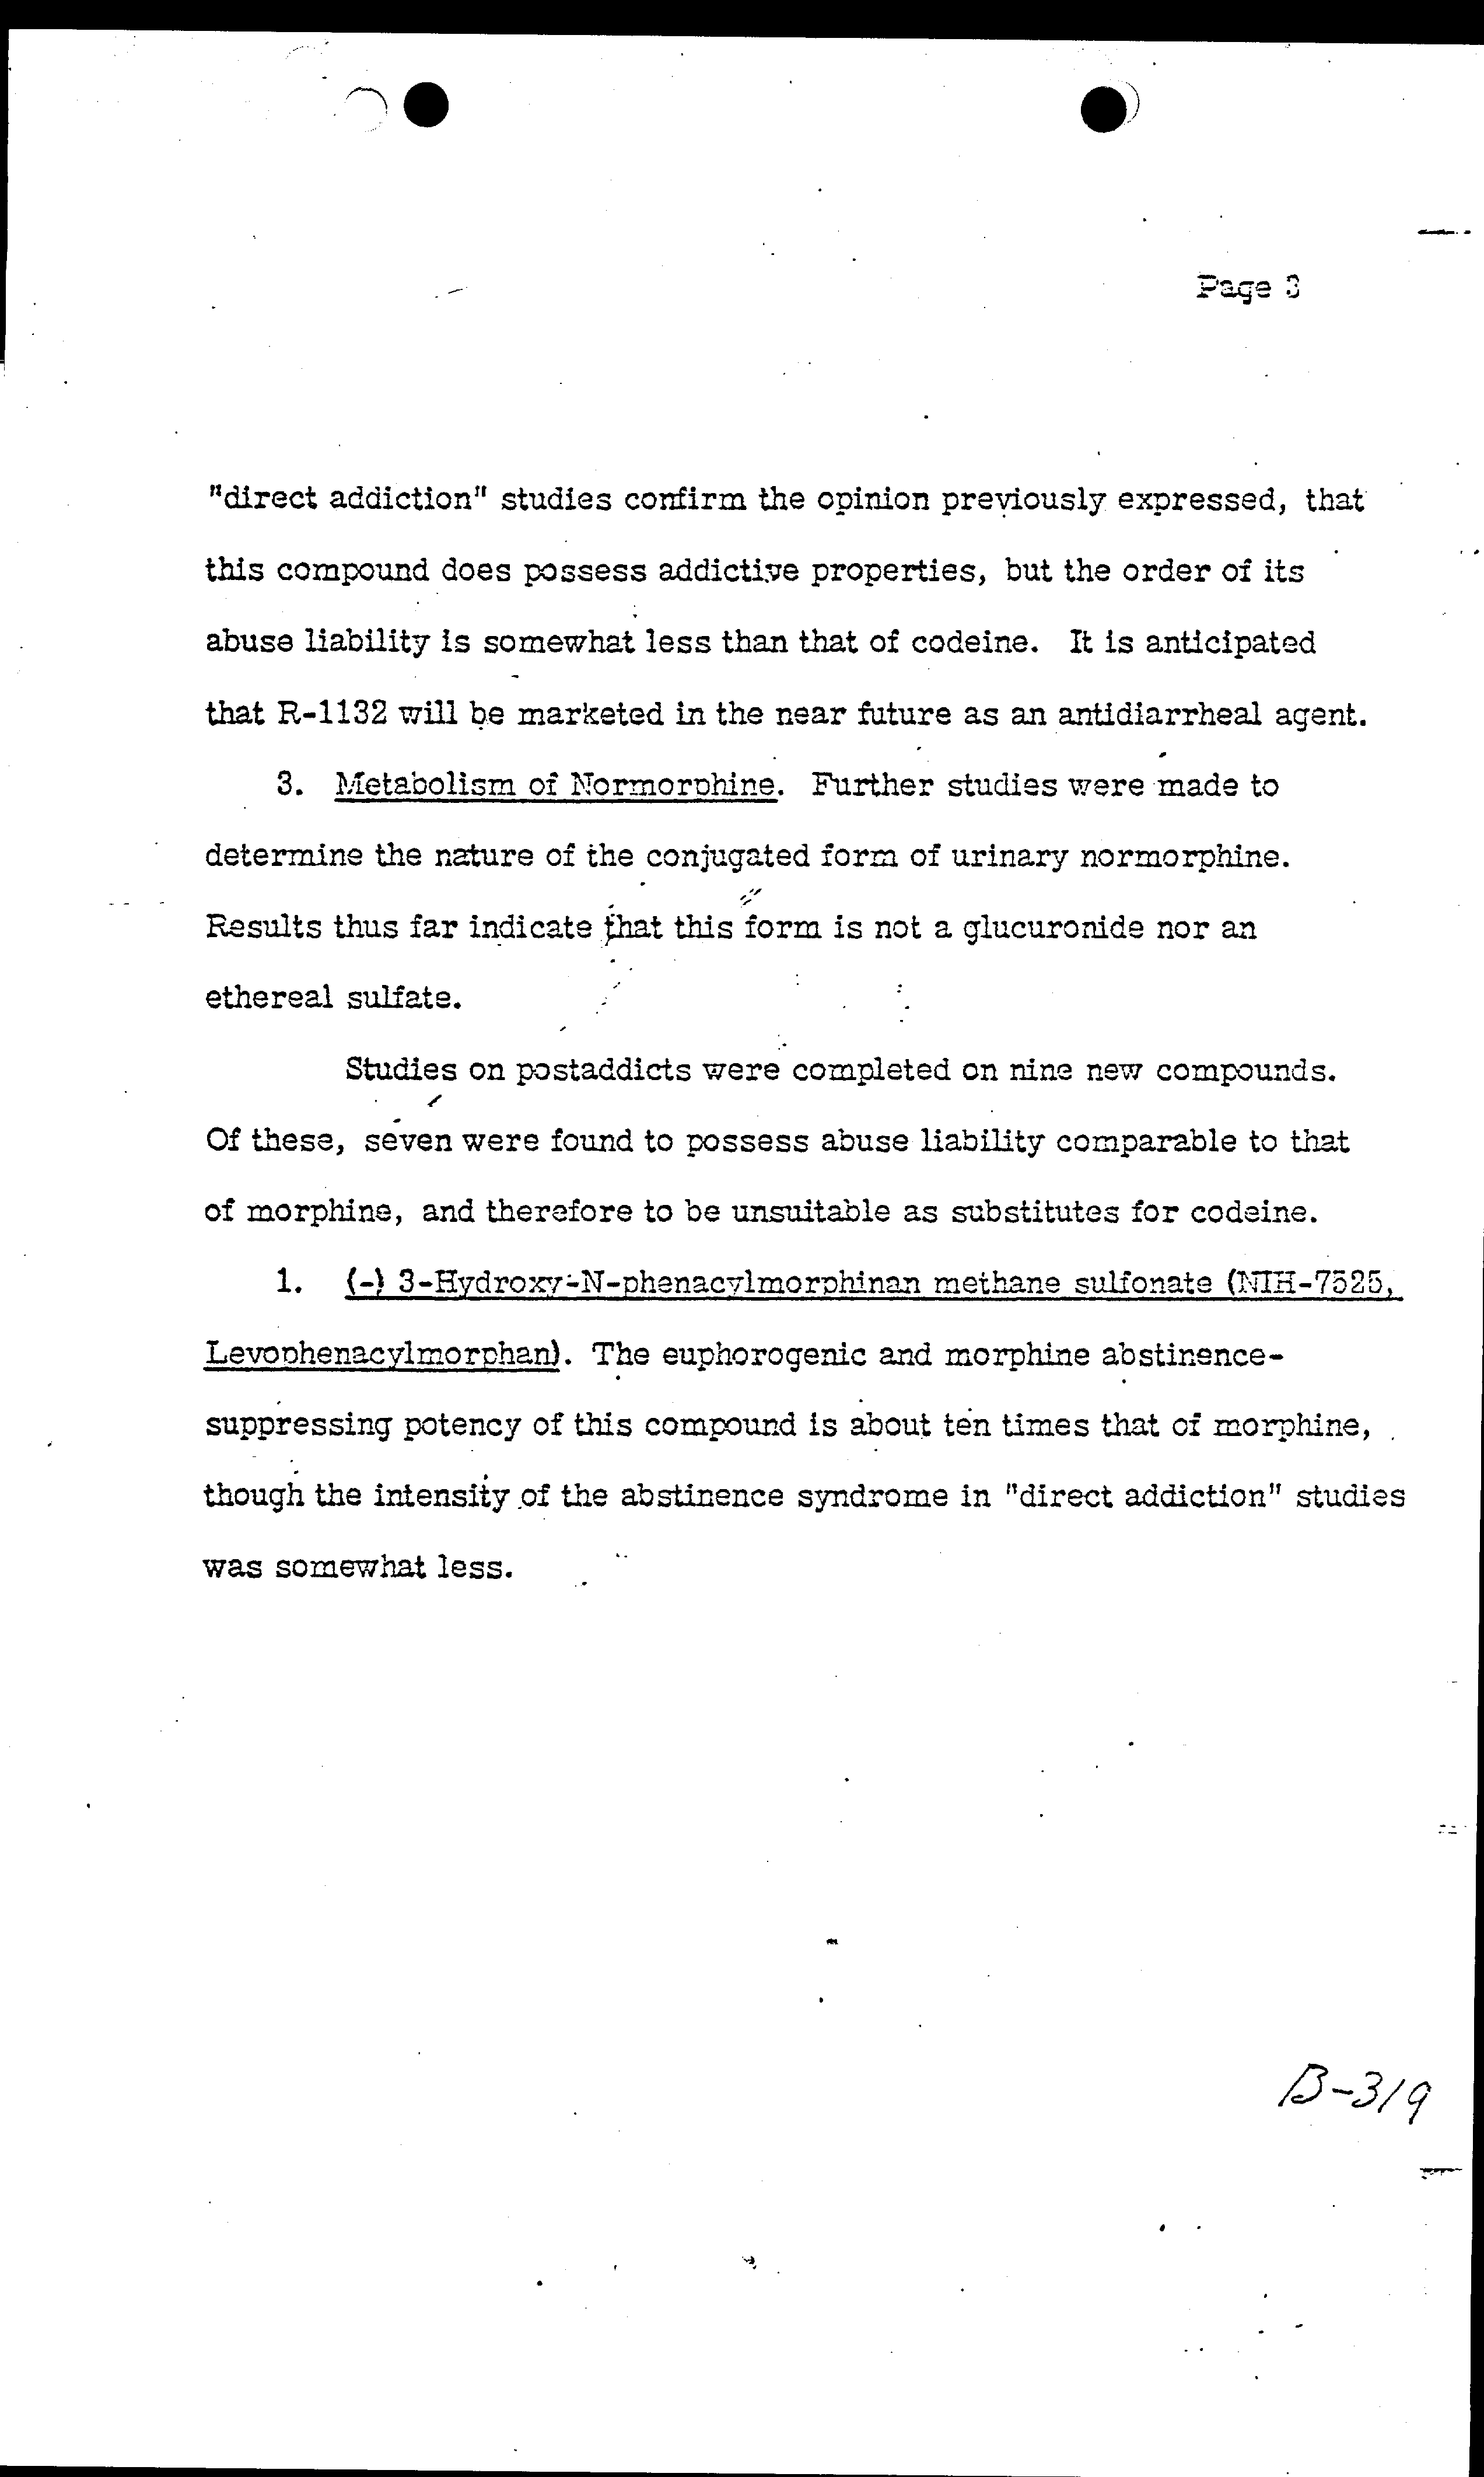 Page 3
"direct addiction" studies confirm the opinion previously expressed, that
this compound does possess addictive properties, but the order of its
abuse liability is somewhat less than that of codeine. It is anticipated
that R-1132 will be marketed in the near future as an antidiarrheal agent.
3. Metabolism of Normorphine. Further studies were made to
determine the nature of the conjugated form of urinary normorphine.
Results thus far indicate that this form is not a glucuronide nor an
ethereal sulfate.
Studies on postaddicts were completed on nine new compounds.
Of these, seven were found to possess abuse liability comparable to that
of morphine, and therefore to be unsuitable as substitutes for codeine.
1. (-) 3-Hydroxy-N-phenacylmorphinan methane sulfonate (NIH-7525,
Levophenacylmorphan). The euphorogenic and morphine abstinence-
suppressing potency of this compound is about ten times that of morphine,
though the intensity of the abstinence syndrome in "direct addiction" studies
was somewhat less.
B-319